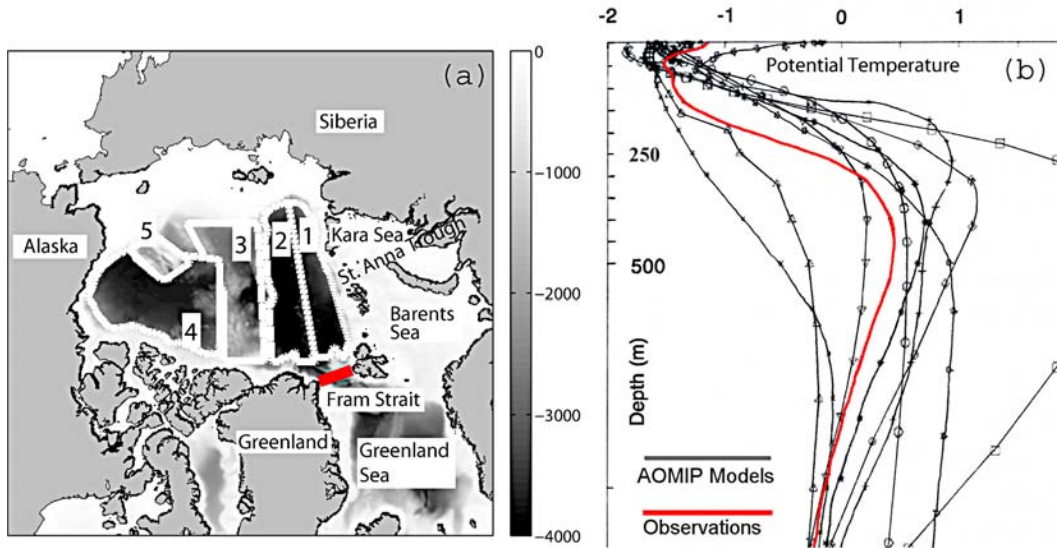 (a)
Siberia
Alaska
5
3
2
1
4
Kara Sea
St. Anna Trough
Barents
Sea
Fram Strait
Greenland
Greenland
Sea
0
-1000
-2000
-3000
-4000
-2
-1
0
1
Potential Temperature
(b)
250
500
Depth (m)
AOMIP Models
Observations